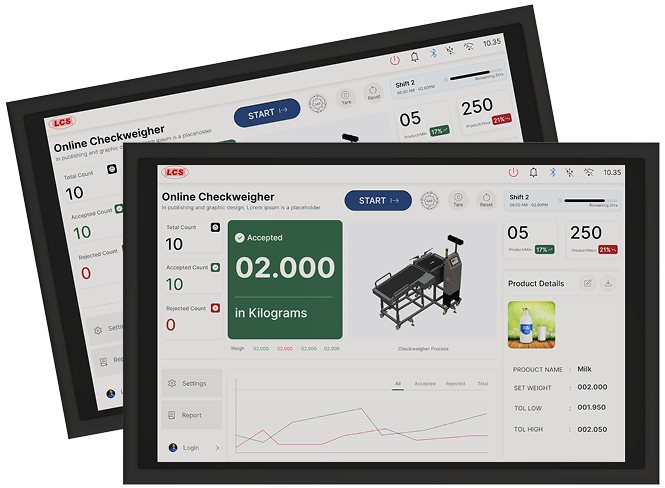 LCS
10.35
Online Checkweigher
In publishing and graphic design, Lorem ipsum is a placeholder
START
Tare
Reset
Shift 2
06:00 AM - 02.00PM
Remaining 2hrs
Total Count
10
Accepted Count
10
Rejected Count
0
05
Product/Min
17%
250
Product/Hour
21%
Setti
Rep
L
LCS
10.35
Online Checkweigher
In publishing and graphic design, Lorem ipsum is a placeholder
START
Tare
Reset
Shift 2
06:00 AM - 02.00PM
Remaining 2hrs
Total Count
10
Accepted Count
10
Rejected Count
0
Accepted
02.000
in Kilograms
Weigh 02.000 02.000 02.000 02.000
Checkweigher Process
05
Product/Min
17%
250
Product/Hour
21%
Product Details
PRODUCT NAME : Milk
SET WEIGHT : 002.000
TOL LOW : 001.950
TOL HIGH : 002.050
Settings
Report
Login
All Accepted Rejected Total